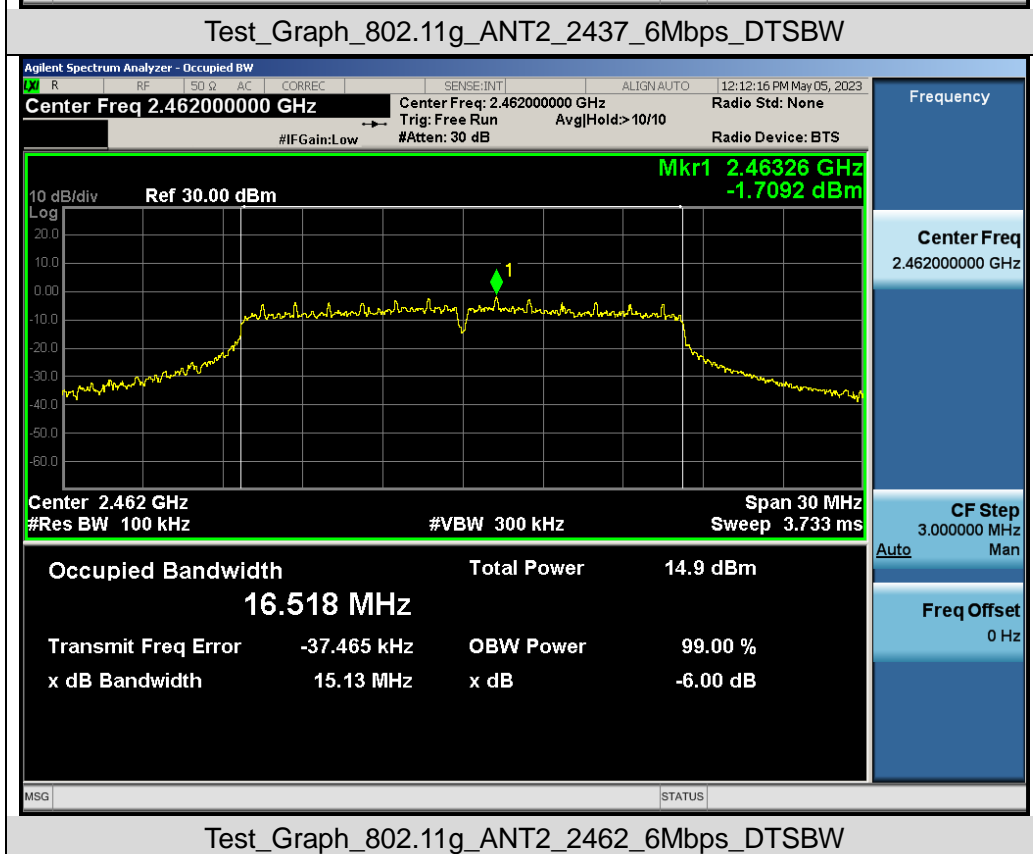 Test_Graph_802.11g_ANT2_2437_6Mbps_DTSBW
Agilent Spectrum Analyzer - Occupied BW
LXI R RF 50 Ω AC CORREC SENSE:INT ALIGN AUTO 12:12:16 PM May 05, 2023
Center Freq 2.462000000 GHz Center Freq: 2.462000000 GHz Radio Std: None
Trig: Free Run Avg|Hold:> 10/10
#IFGain:Low #Atten: 30 dB Radio Device: BTS
Frequency
Mkr1 2.46326 GHz
-1.7092 dBm
10 dB/div Ref 30.00 dBm
Log
20.0
10.0
0.00
-10.0
-20.0
-30.0
-40.0
-50.0
-60.0
1
Center 2.462 GHz Span 30 MHz
#Res BW 100 kHz #VBW 300 kHz Sweep 3.733 ms
Center Freq
2.462000000 GHz
CF Step
3.000000 MHz
Auto Man
Freq Offset
0 Hz
Occupied Bandwidth Total Power 14.9 dBm
16.518 MHz
Transmit Freq Error -37.465 kHz OBW Power 99.00 %
x dB Bandwidth 15.13 MHz x dB -6.00 dB
MSG STATUS
Test_Graph_802.11g_ANT2_2462_6Mbps_DTSBW